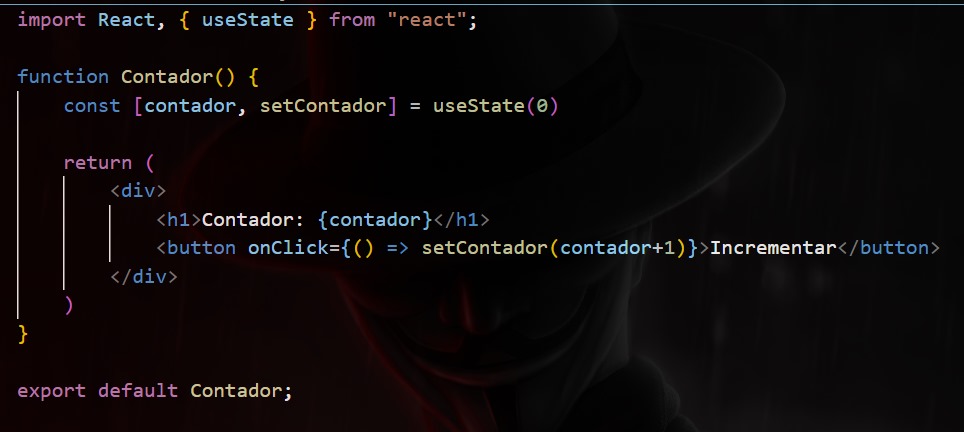 import React, { useState } from "react";
function Contador() {
const [contador, setContador] = useState(0)
return (
<div>
<h1>Contador: {contador}</h1>
<button onClick={() => setContador(contador+1)}>Incrementar</button>
</div>
)
}
export default Contador;